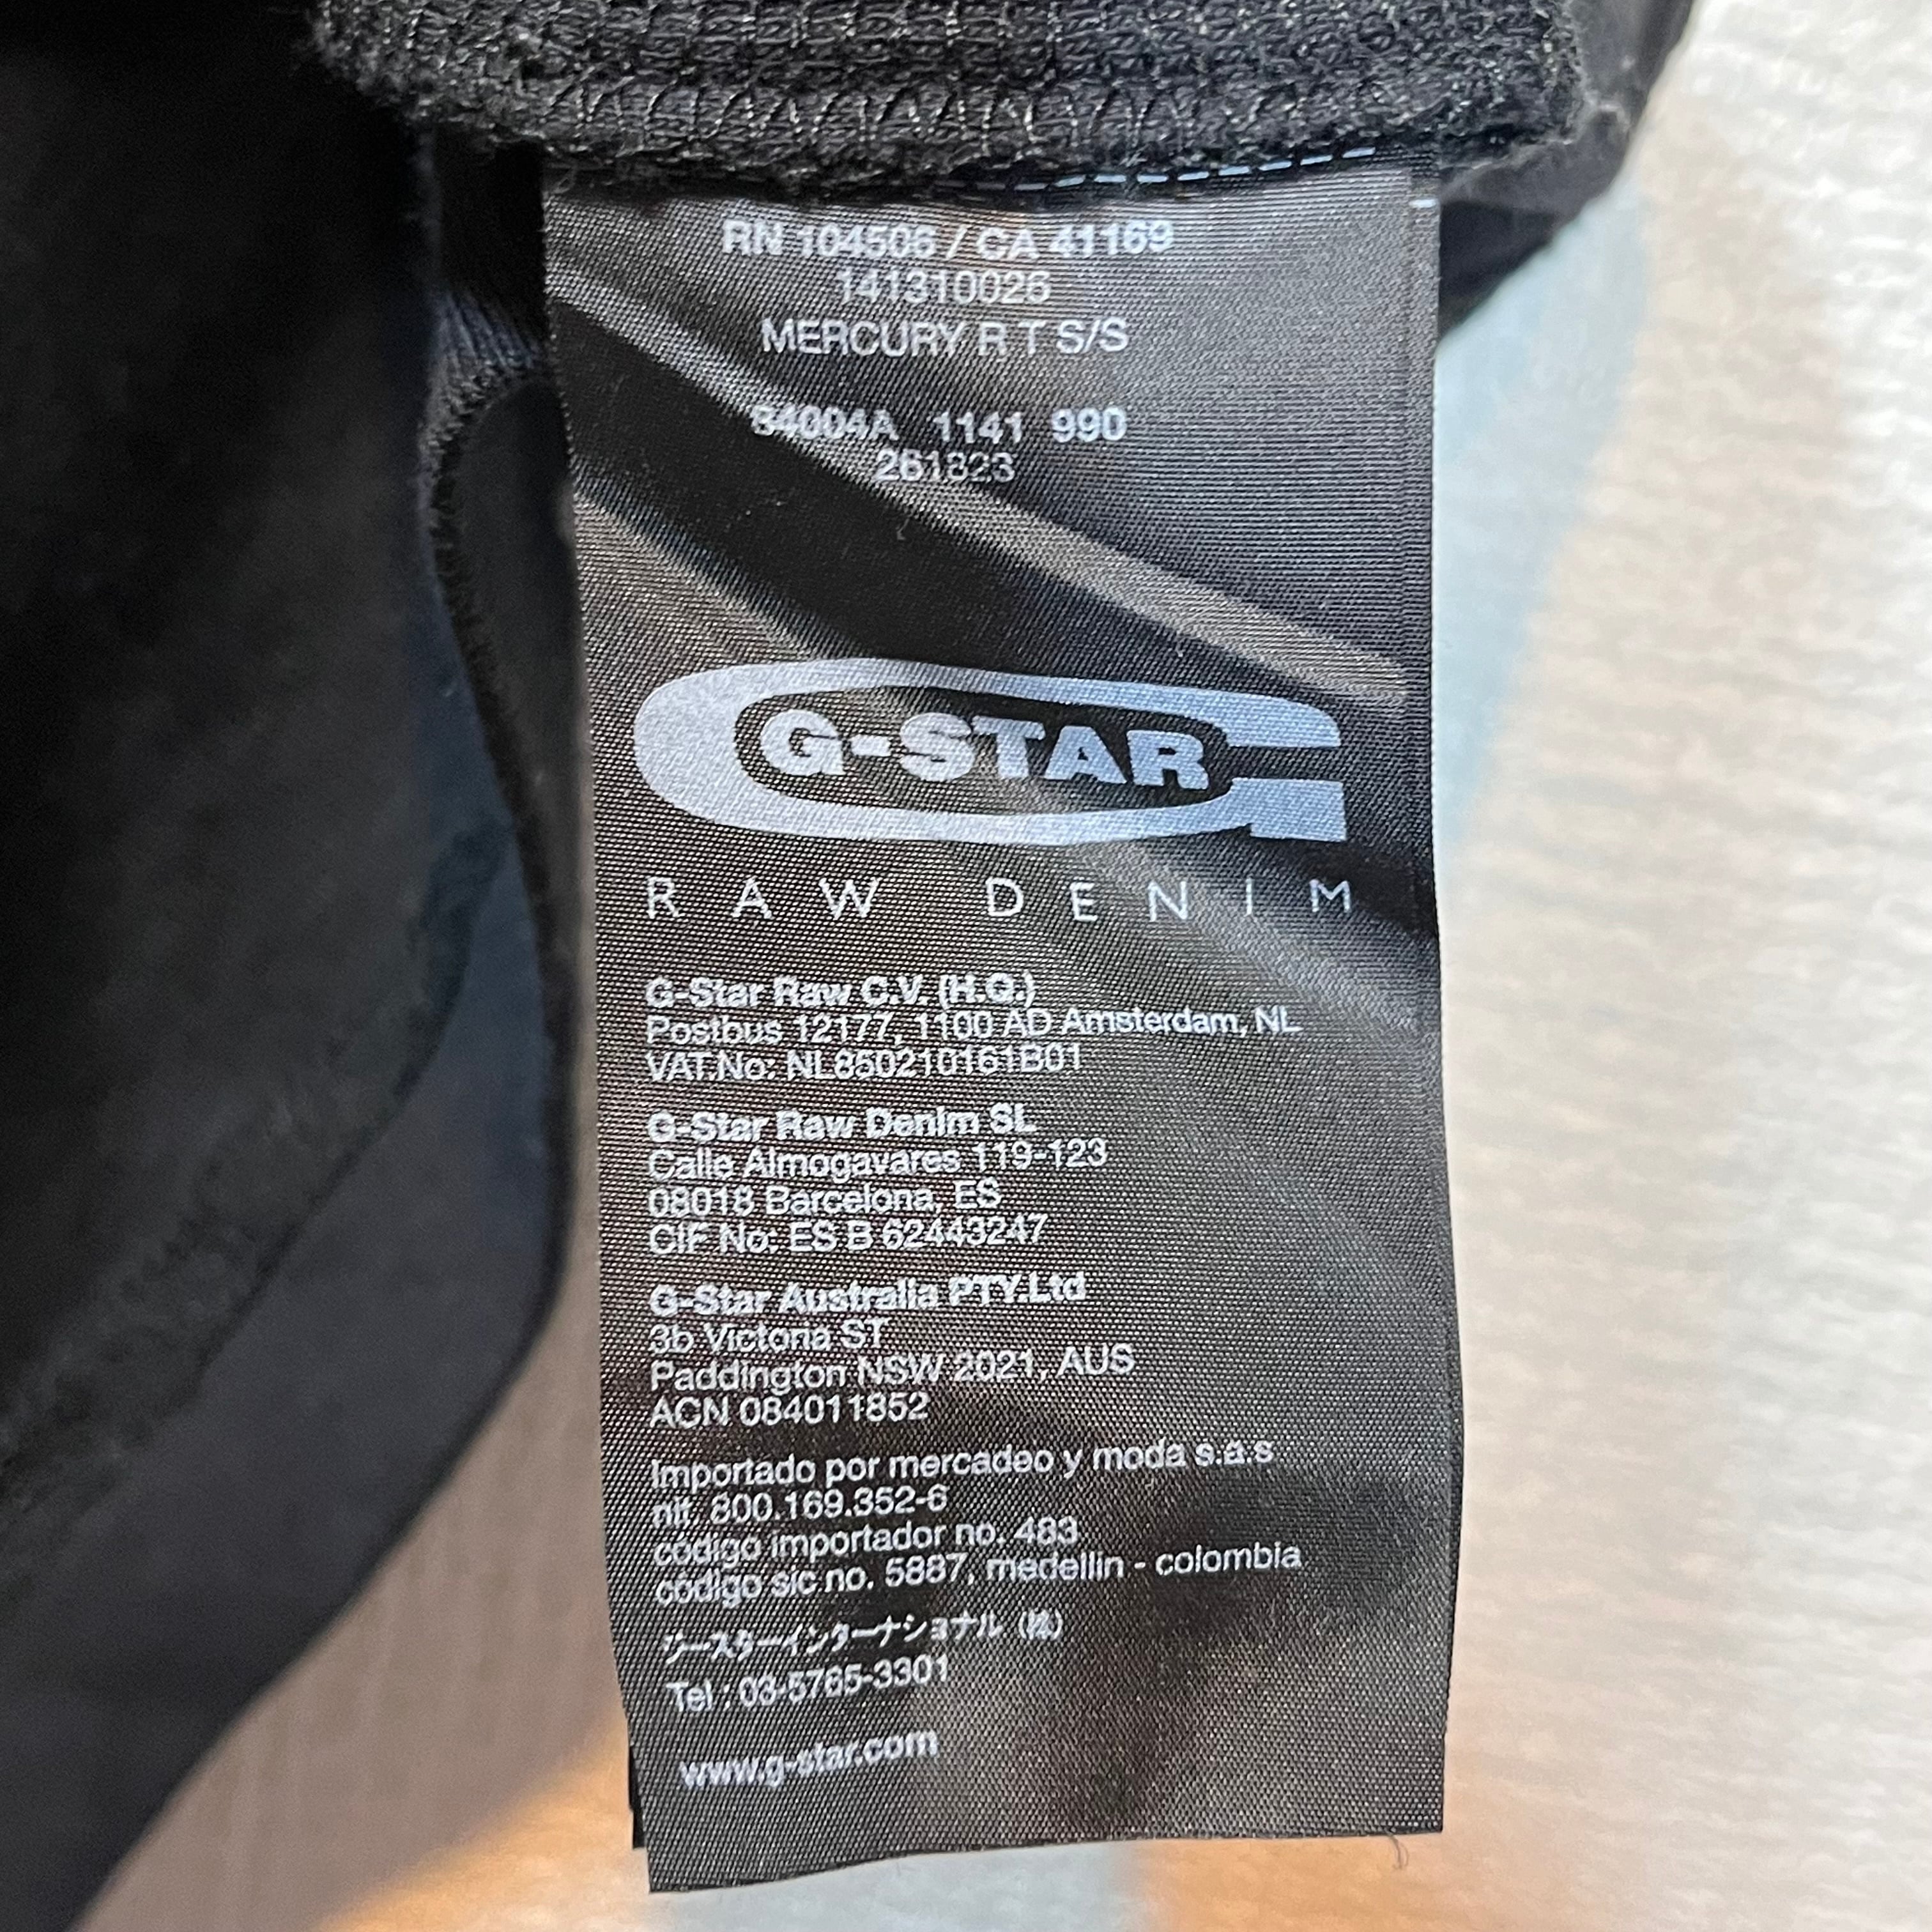 RN 104506 / CA 41169
141310026
MERCURY R T S/S
84004A 1141 990
261823
G-STAR
RAW DENIM
G-Star Raw C.V. (H.Q.)
Postbus 12177, 1100 AD Amsterdam, NL
VAT.No: NL850210161B01
G-Star Raw Denim SL
Calle Almogavares 119-123
08018 Barcelona, ES
CIF No: ES B 62443247
G-Star Australia PTY.Ltd
3b Victoria ST
Paddington NSW 2021, AUS
ACN 084011852
Importado por mercadeo y moda s.a.s
nit. 800.169.352-6
código importador no. 483
código sic no. 5887, medellin - colombia
ジースターインターナショナル（株）
Tel : 03-5765-3301
www.g-star.com